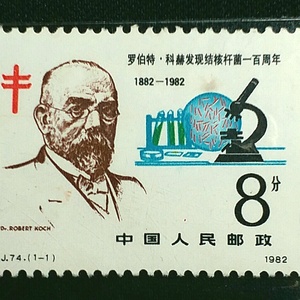 罗伯特·科赫发现结核杆菌一百周年
1882-1982
8分
Dr. ROBERT KOCH
中国人民邮政
J.74.(1-1)
1982